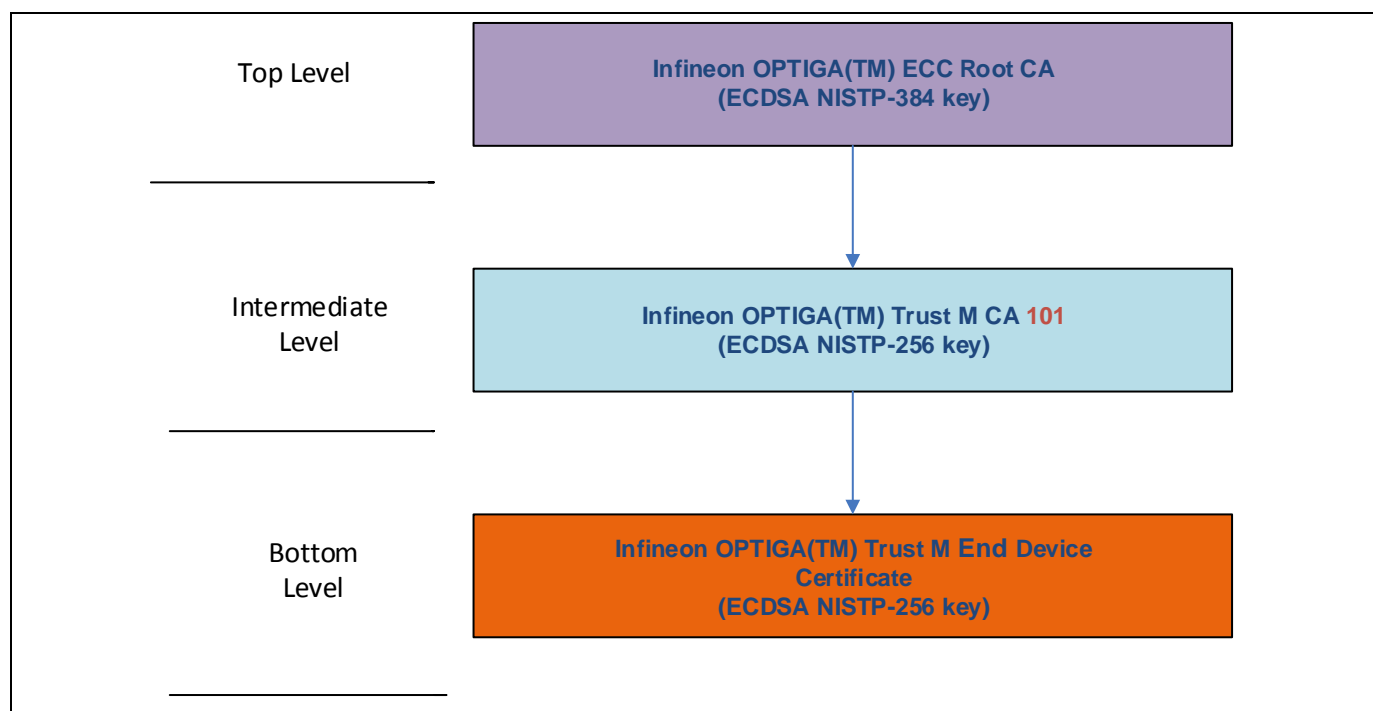 Top Level
Infineon OPTIGA(TM) ECC Root CA
(ECDSA NISTP-384 key)
Intermediate
Level
Infineon OPTIGA(TM) Trust M CA 101
(ECDSA NISTP-256 key)
Bottom
Level
Infineon OPTIGA(TM) Trust M End Device
Certificate
(ECDSA NISTP-256 key)